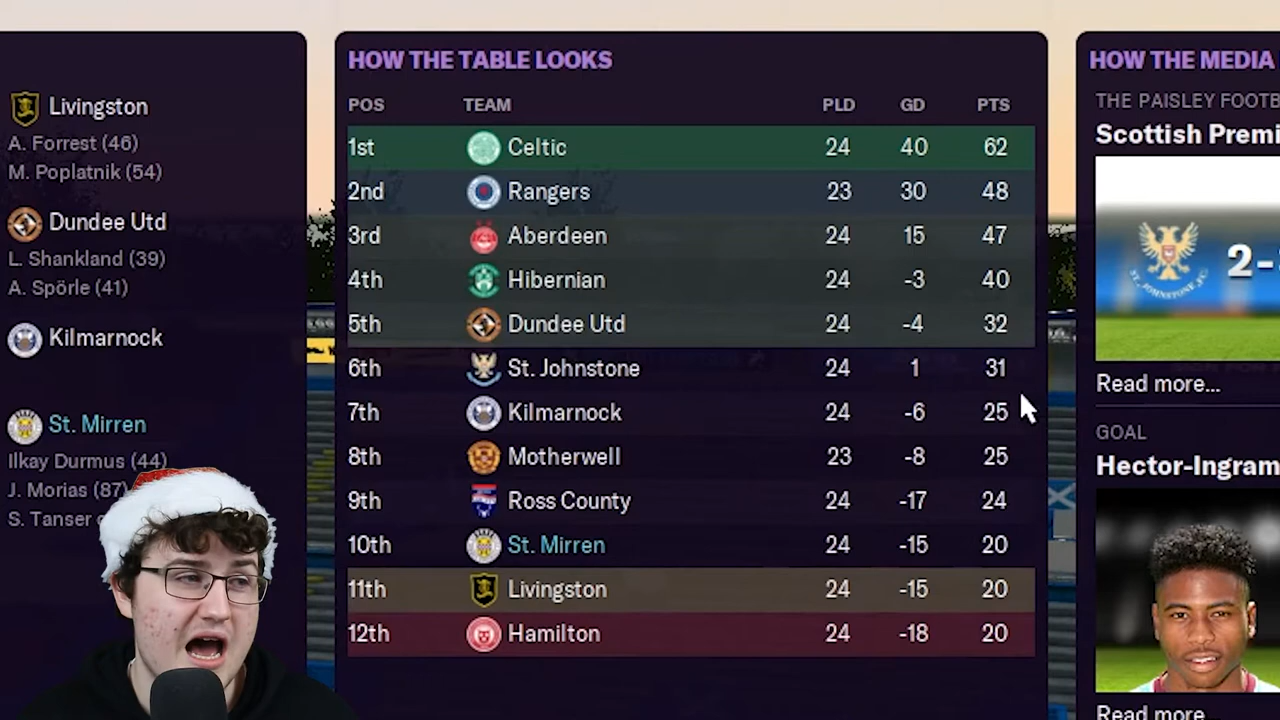 Livingston
A. Forrest (46)
M. Poplatnik (54)
Dundee Utd
L. Shankland (39)
A. Spörle (41)
Kilmarnock
St. Mirren
Ilkay Durmus (44)
J. Morias (87)
S. Tanser
HOW THE TABLE LOOKS
POS TEAM PLD GD PTS
1st Celtic 24 40 62
2nd Rangers 23 30 48
3rd Aberdeen 24 15 47
4th Hibernian 24 -3 40
5th Dundee Utd 24 -4 32
6th St. Johnstone 24 1 31
7th Kilmarnock 24 -6 25
8th Motherwell 23 -8 25
9th Ross County 24 -17 24
10th St. Mirren 24 -15 20
11th Livingston 24 -15 20
12th Hamilton 24 -18 20
HOW THE MEDIA
THE PAISLEY FOOTB
Scottish Premi
ST. JOHNSTONE F.C.
2-
Read more...
GOAL
Hector-Ingram
Read more